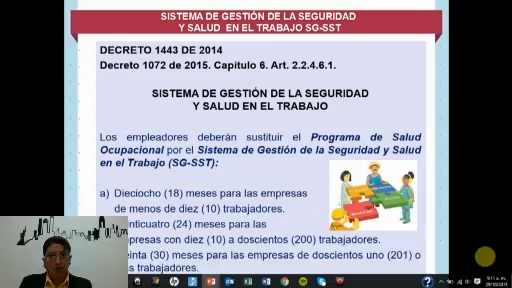 SISTEMA DE GESTIÓN DE LA SEGURIDAD
Y SALUD EN EL TRABAJO SG-SST
DECRETO 1443 DE 2014
Decreto 1072 de 2015. Capítulo 6. Art. 2.2.4.6.1.
SISTEMA DE GESTIÓN DE LA SEGURIDAD
Y SALUD EN EL TRABAJO
Los empleadores deberán sustituir el Programa de Salud
Ocupacional por el Sistema de Gestión de la Seguridad y Salud
en el Trabajo (SG-SST):
a) Dieciocho (18) meses para las empresas
de menos de diez (10) trabajadores.
nticuatro (24) meses para las
presas con diez (10) a doscientos (200) trabajadores.
einta (30) meses para las empresas de doscientos uno (201) o
s trabajadores.